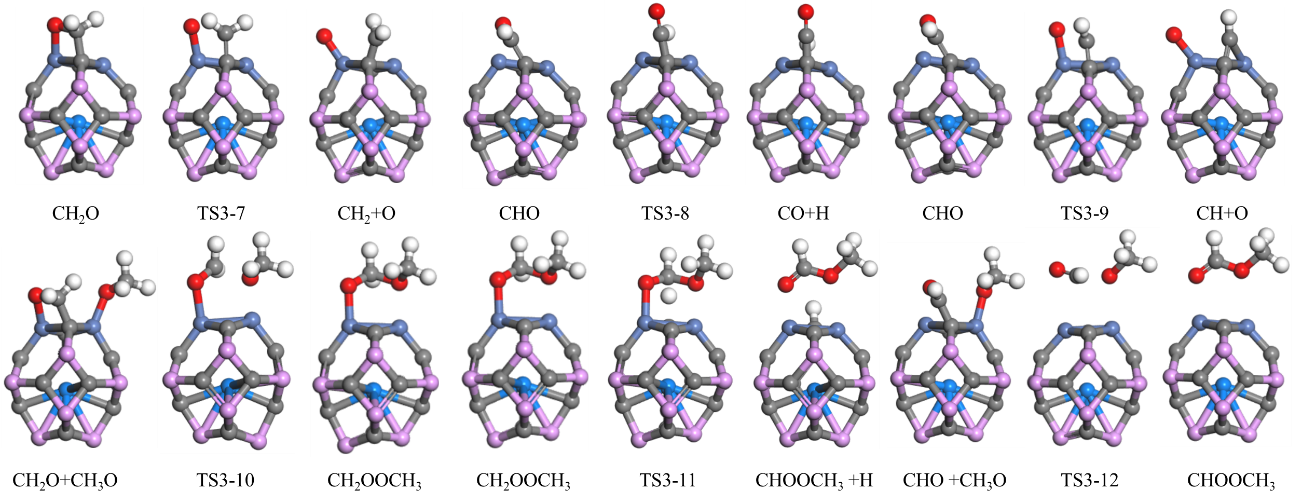 CH₂O TS3-7 CH₂+O CHO TS3-8 CO+H CHO TS3-9 CH+O
CH₂O+CH₃O TS3-10 CH₂OOCH₃ CH₂OOCH₃ TS3-11 CHOOCH₃ +H CHO +CH₃O TS3-12 CHOOCH₃